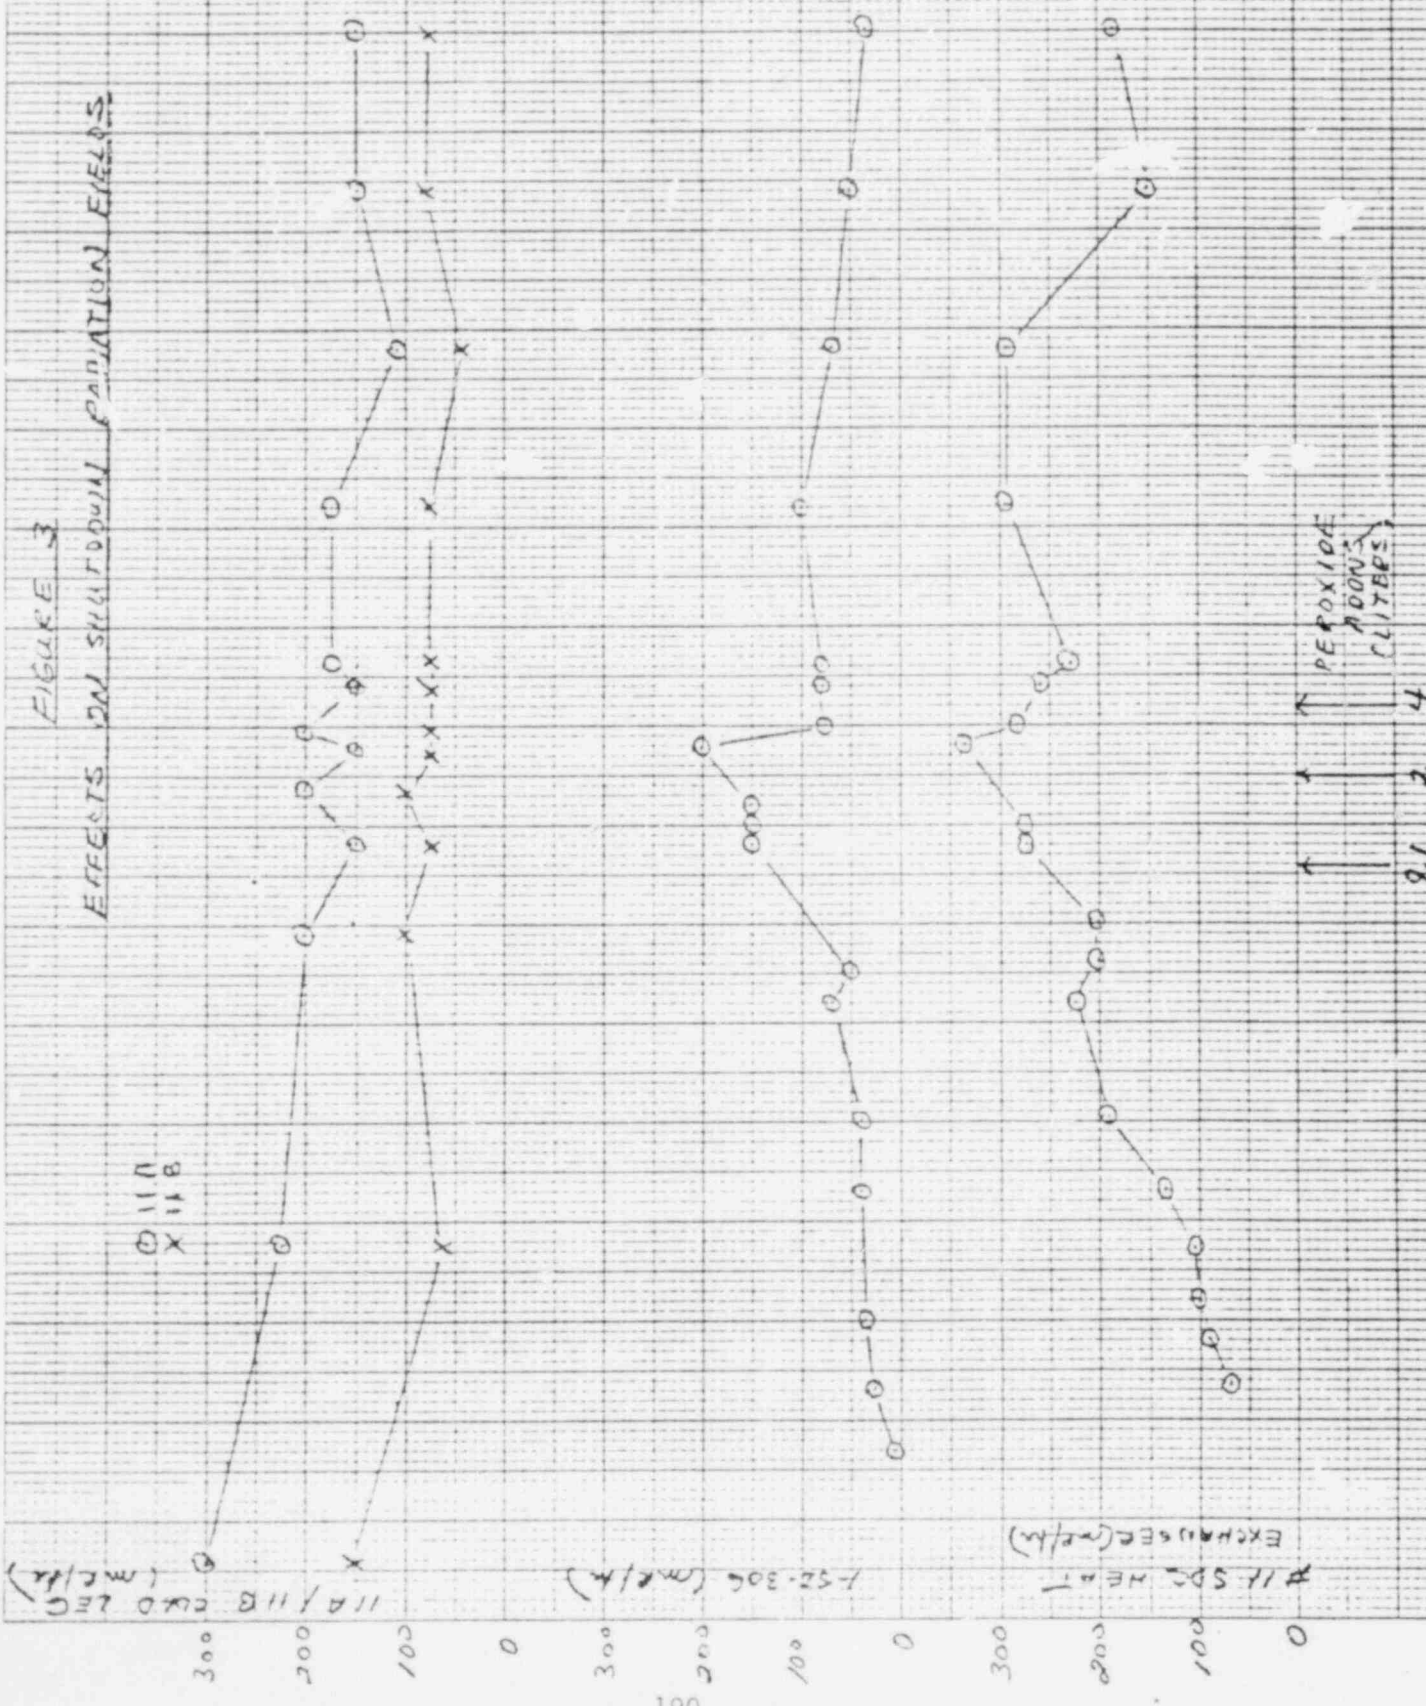 FIGURE 3
EFFECTS ON SHUTDOWN RADIATION FIELDS
⊙ 11A
X 11B
11A / 11B COLD LEG
(mR/hr)
300
200
100
0
1-SI-306 (mR/hr)
300
200
100
0
# 11 SDC HEAT
EXCHANGER (mR/hr)
300
200
100
0
PEROXIDE
ADDNS
(LITERS)
2
4
100